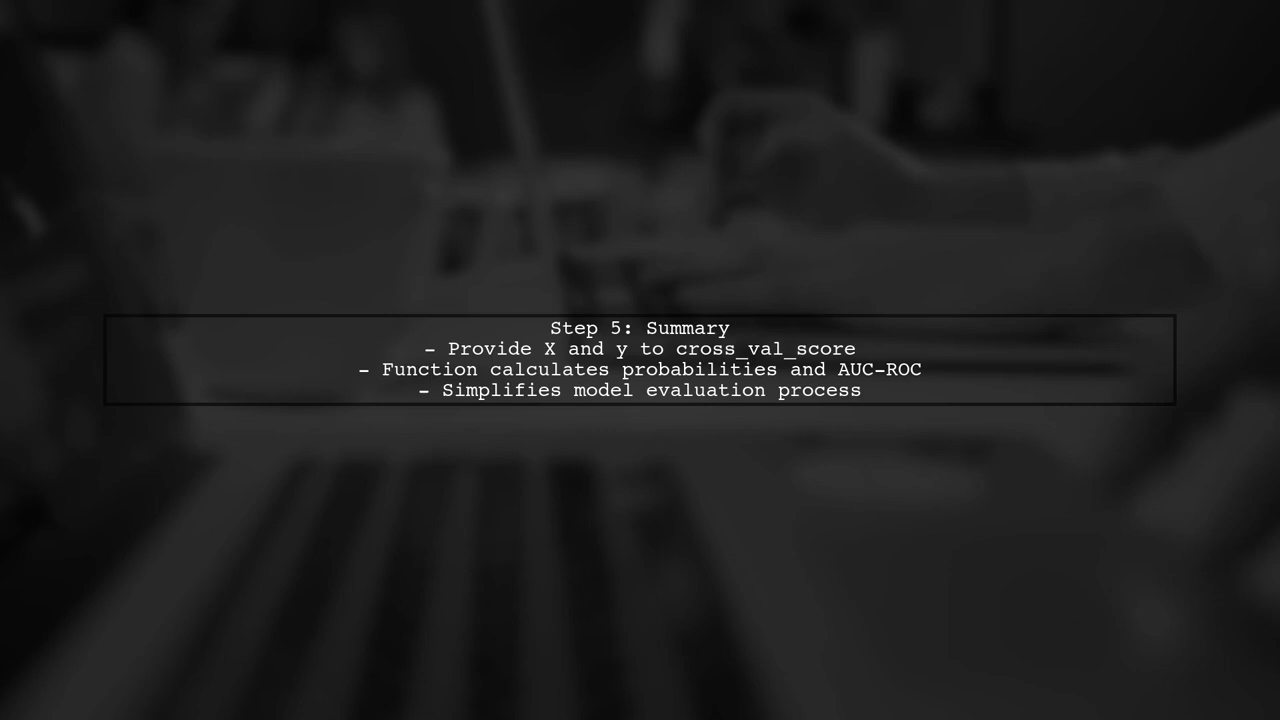 Step 5: Summary
- Provide X and y to cross_val_score
- Function calculates probabilities and AUC-ROC
- Simplifies model evaluation process